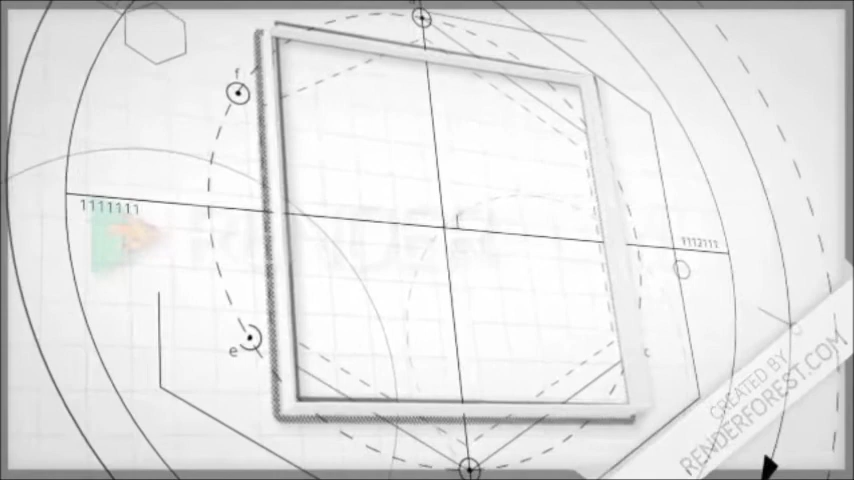 f
1111111
1112111
e
c
CREATED BY
RENDERFOREST.COM